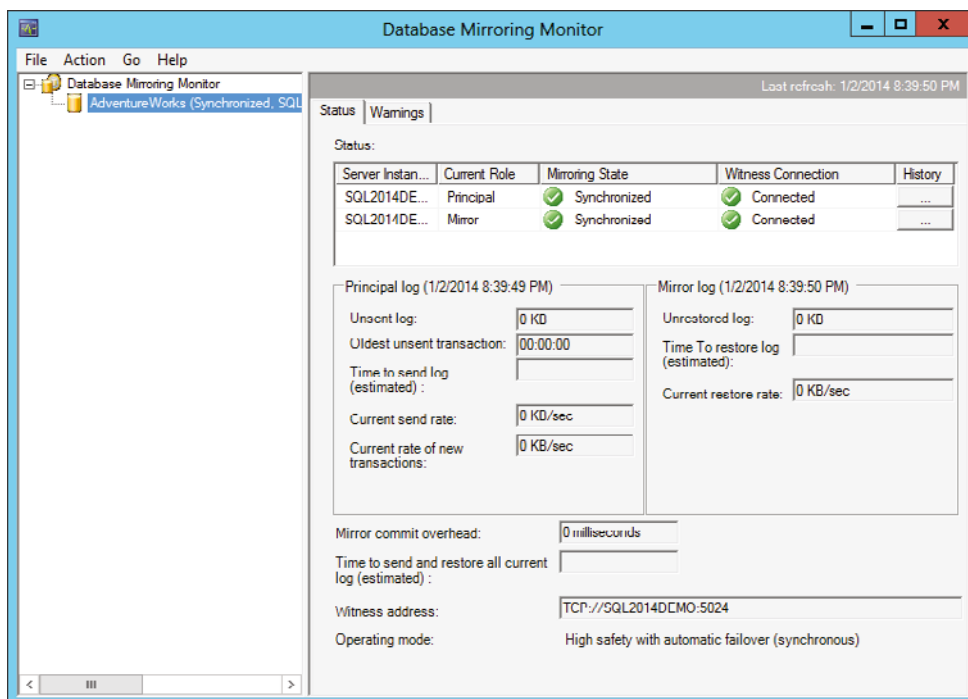 Database Mirroring Monitor
File Action Go Help
Database Mirroring Monitor
AdventureWorks (Synchronized, SQL
Last refresh: 1/2/2014 8:39:50 PM
Status Warnings
Status:
Server Instan... Current Role Mirroring State Witness Connection History
SQL2014DE... Principal Synchronized Connected ...
SQL2014DE... Mirror Synchronized Connected ...
Principal log (1/2/2014 8:39:49 PM)
Unsent log: 0 KB
Oldest unsent transaction: 00:00:00
Time to send log
(estimated) :
Current send rate: 0 KB/sec
Current rate of new
transactions: 0 KB/sec
Mirror log (1/2/2014 8:39:50 PM)
Unrestored log: 0 KB
Time To restore log
(estimated):
Current restore rate: 0 KB/sec
Mirror commit overhead: 0 milliseconds
Time to send and restore all current
log (estimated) :
Witness address: TCP://SQL2014DEMO:5024
Operating mode: High safety with automatic failover (synchronous)